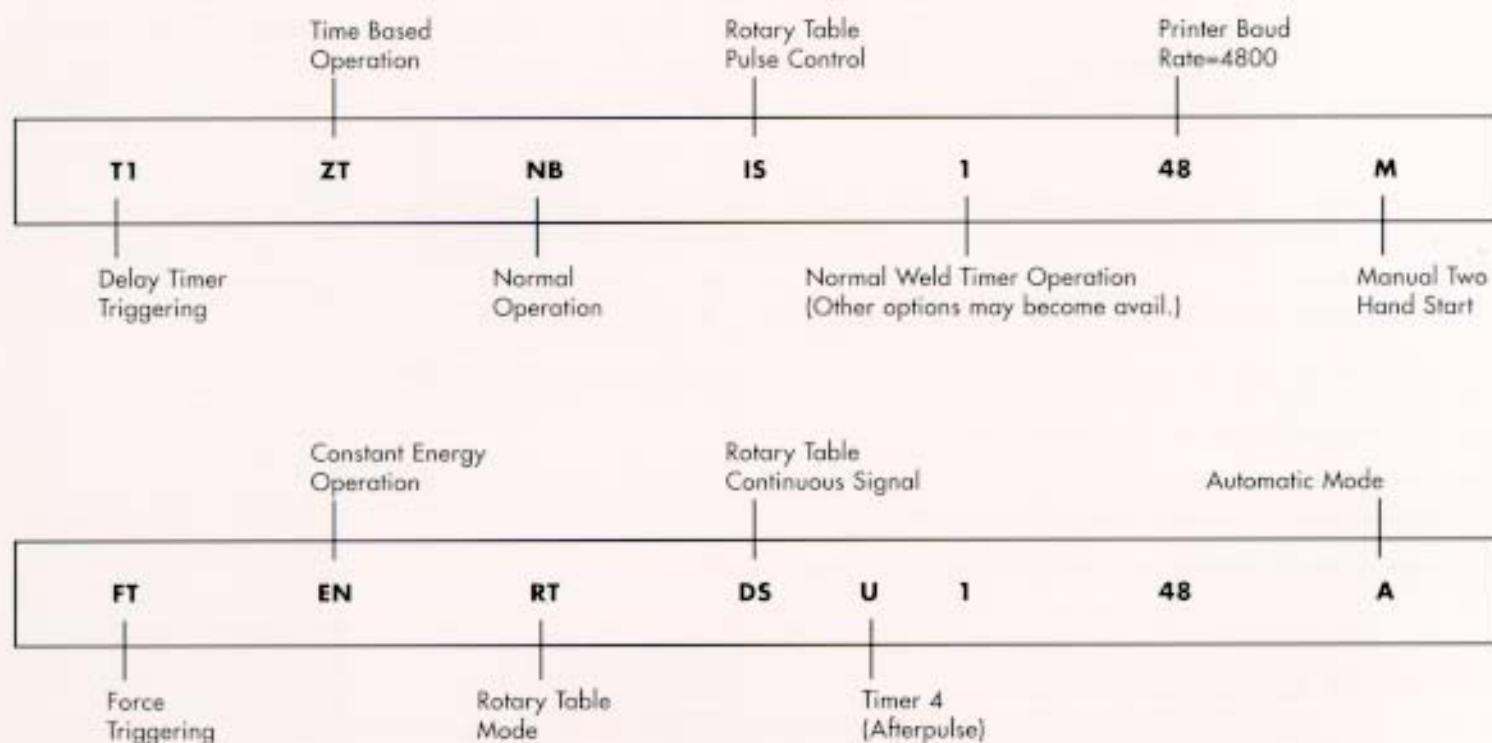 Time Based
Operation
Rotary Table
Pulse Control
Printer Baud
Rate=4800
T1 ZT NB IS 1 48 M
Delay Timer
Triggering
Normal
Operation
Normal Weld Timer Operation
(Other options may become avail.)
Manual Two
Hand Start
Constant Energy
Operation
Rotary Table
Continuous Signal
Automatic Mode
FT EN RT DS U 1 48 A
Force
Triggering
Rotary Table
Mode
Timer 4
(Afterpulse)